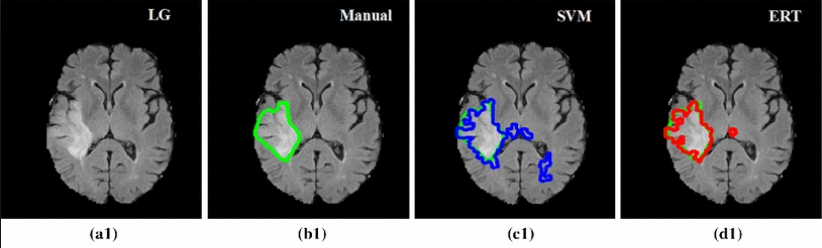 LG Manual SVM ERT
(a1) (b1) (c1) (d1)